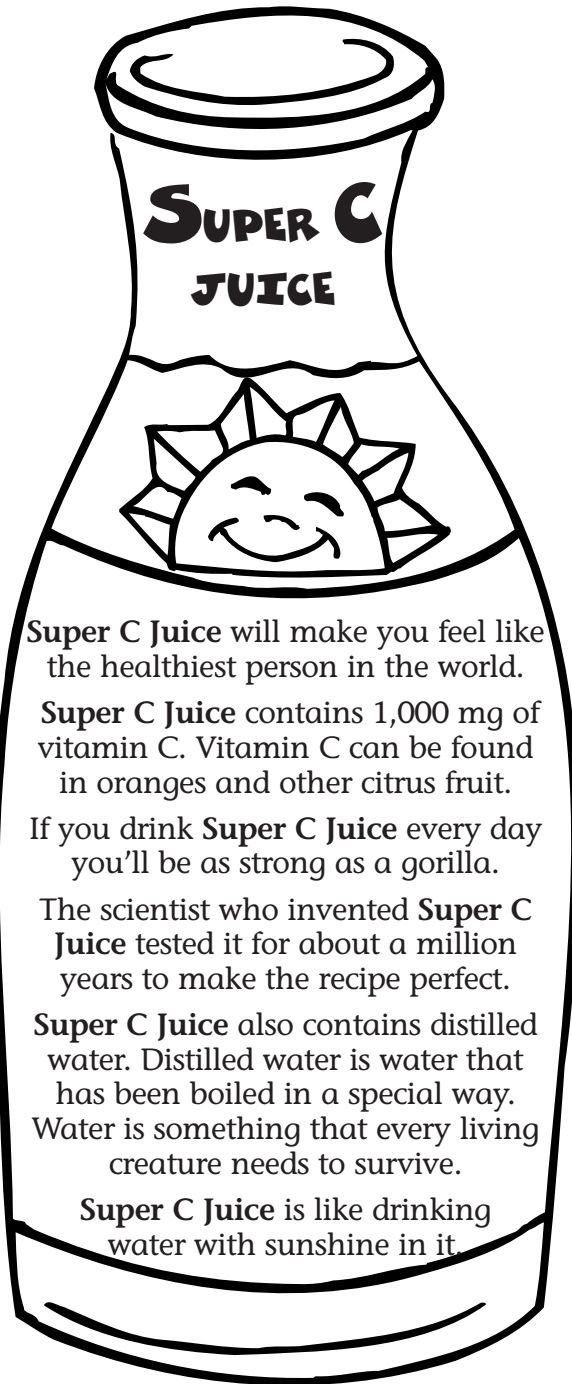 SUPER C
JUICE
Super C Juice will make you feel like
the healthiest person in the world.
Super C Juice contains 1,000 mg of
vitamin C. Vitamin C can be found
in oranges and other citrus fruit.
If you drink Super C Juice every day
you’ll be as strong as a gorilla.
The scientist who invented Super C
Juice tested it for about a million
years to make the recipe perfect.
Super C Juice also contains distilled
water. Distilled water is water that
has been boiled in a special way.
Water is something that every living
creature needs to survive.
Super C Juice is like drinking
water with sunshine in it.